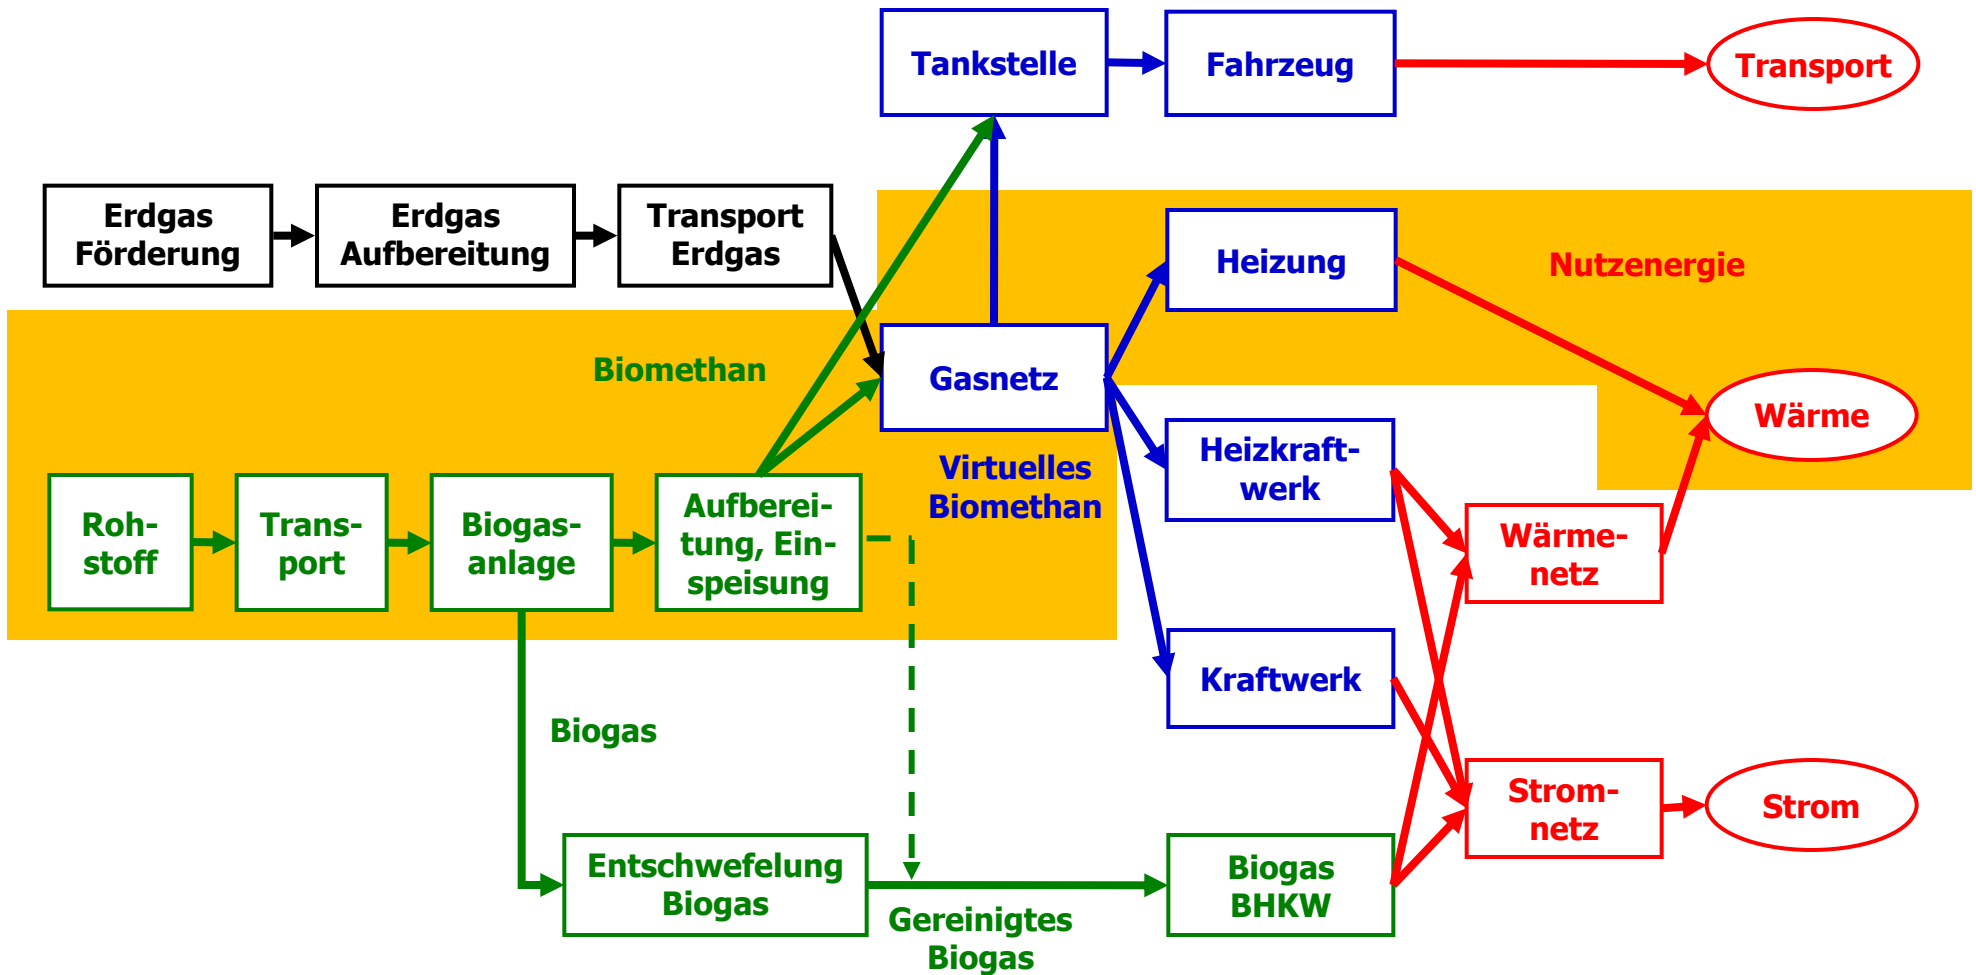 Tankstelle
Fahrzeug
Transport
Erdgas
Förderung
Erdgas
Aufbereitung
Transport
Erdgas
Heizung
Nutzenergie
Biomethan
Gasnetz
Wärme
Virtuelles
Biomethan
Heizkraft-
werk
Roh-
stoff
Trans-
port
Biogas-
anlage
Aufberei-
tung, Ein-
speisung
Wärme-
netz
Kraftwerk
Biogas
Strom-
netz
Strom
Entschwefelung
Biogas
Gereinigtes
Biogas
Biogas
BHKW